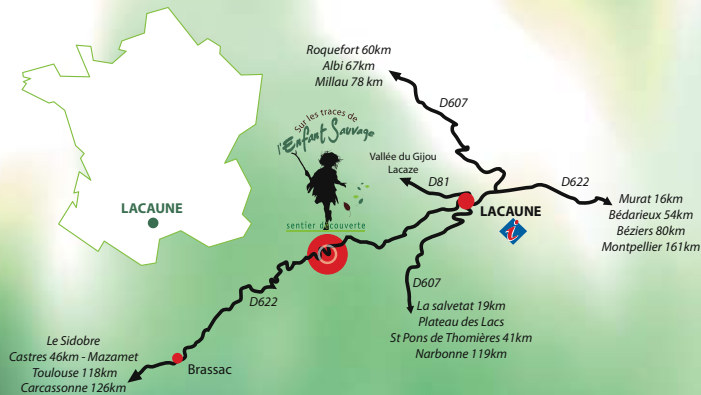 Roquefort 60km
Albi 67km
Millau 78 km
D607
Sur les traces de
l'Enfant Sauvage
sentier découverte
Vallée du Gijou
Lacaze
D81
D622
LACAUNE
LACAUNE
i
Murat 16km
Bédarieux 54km
Béziers 80km
Montpellier 161km
D607
La salvetat 19km
Plateau des Lacs
St Pons de Thomières 41km
Narbonne 119km
D622
Le Sidobre
Castres 46km - Mazamet
Toulouse 118km
Carcassonne 126km
Brassac